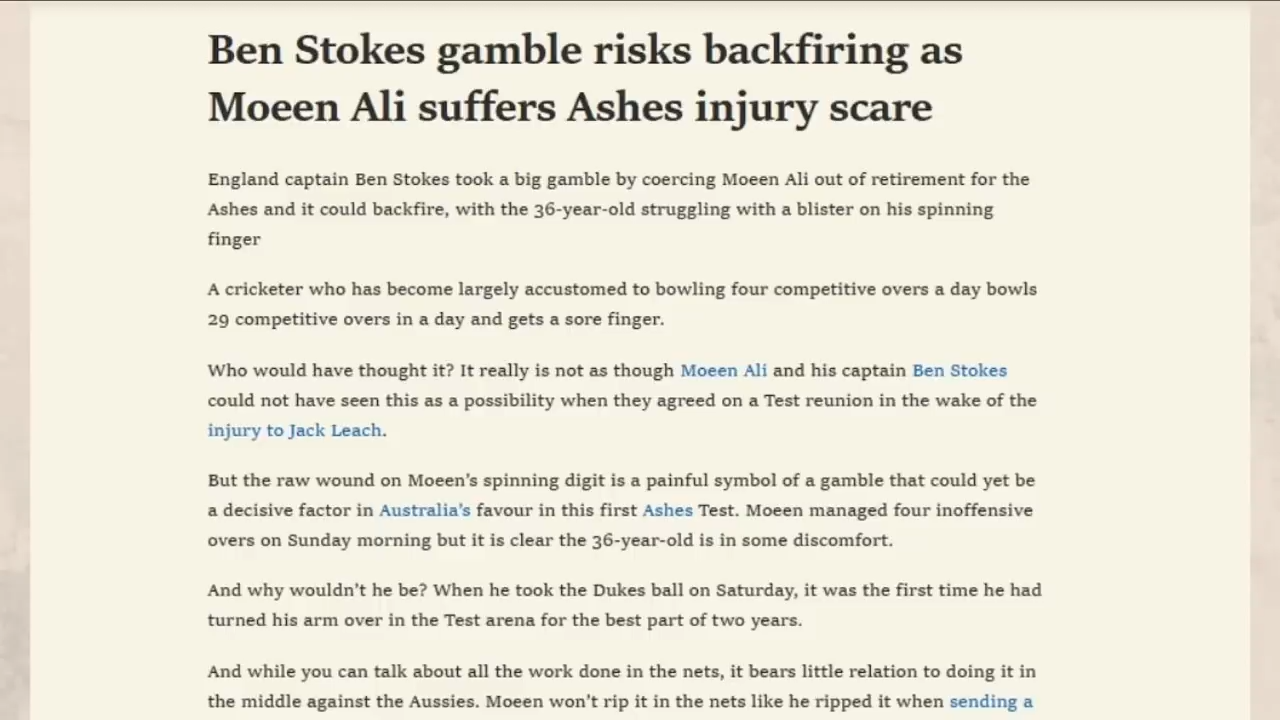 Ben Stokes gamble risks backfiring as
Moeen Ali suffers Ashes injury scare
England captain Ben Stokes took a big gamble by coercing Moeen Ali out of retirement for the
Ashes and it could backfire, with the 36-year-old struggling with a blister on his spinning
finger
A cricketer who has become largely accustomed to bowling four competitive overs a day bowls
29 competitive overs in a day and gets a sore finger.
Who would have thought it? It really is not as though Moeen Ali and his captain Ben Stokes
could not have seen this as a possibility when they agreed on a Test reunion in the wake of the
injury to Jack Leach.
But the raw wound on Moeen’s spinning digit is a painful symbol of a gamble that could yet be
a decisive factor in Australia’s favour in this first Ashes Test. Moeen managed four inoffensive
overs on Sunday morning but it is clear the 36-year-old is in some discomfort.
And why wouldn’t he be? When he took the Dukes ball on Saturday, it was the first time he had
turned his arm over in the Test arena for the best part of two years.
And while you can talk about all the work done in the nets, it bears little relation to doing it in
the middle against the Aussies. Moeen won’t rip it in the nets like he ripped it when sending a